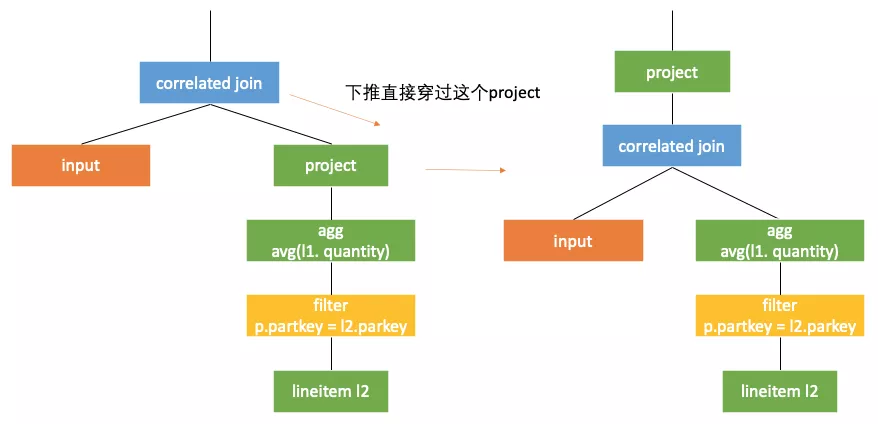 correlated join
下推直接穿过这个project
input
project
agg
avg(l1. quantity)
filter
p.partkey = l2.parkey
lineitem l2
project
correlated join
input
agg
avg(l1. quantity)
filter
p.partkey = l2.parkey
lineitem l2